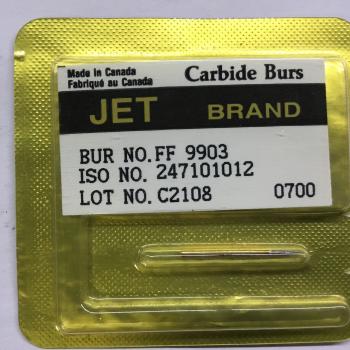 Made in Canada
Fabriqué au Canada
Carbide Burs
JET BRAND
BUR NO. FF 9903
ISO NO. 247101012
LOT NO. C2108 0700